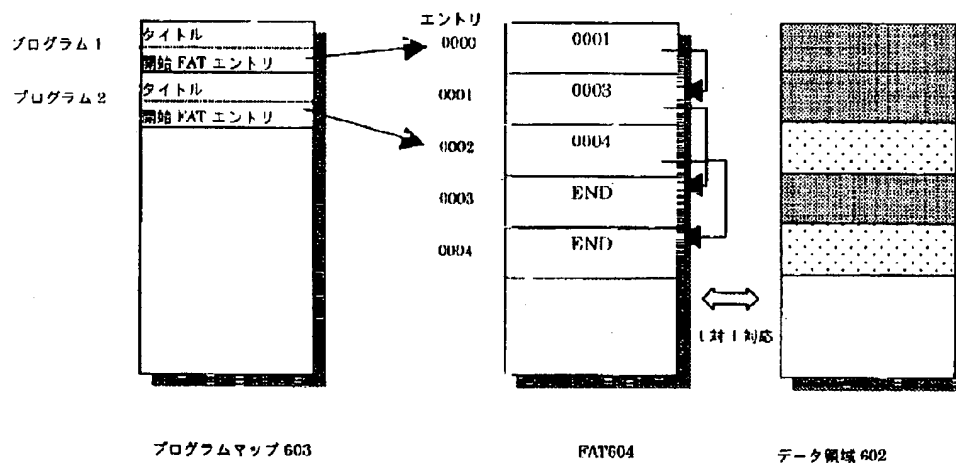 プログラム1
タイトル
開始 FAT エントリ
プログラム2
タイトル
開始 FAT エントリ
エントリ
0000
0001
0002
0003
0004
0001
0003
0004
END
END
1対1対応
プログラムマップ 603
FAT604
データ領域 602